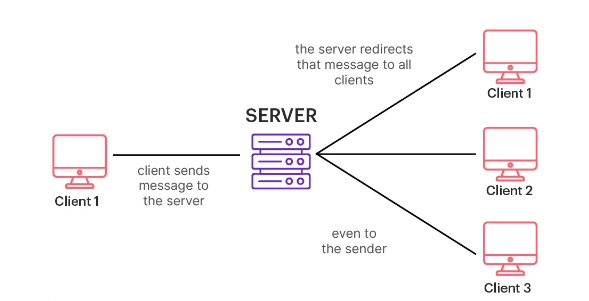 the server redirects
that message to all
clients
Client 1
SERVER
client sends
message to
the server
Client 1
Client 2
even to
the sender
Client 3